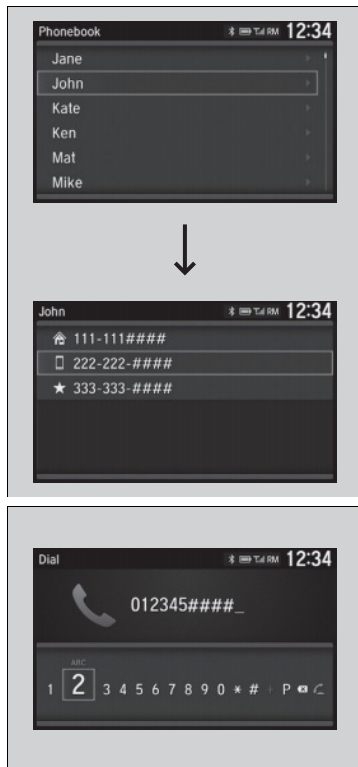 Phonebook 12:34
Jane
John
Kate
Ken
Mat
Mike
John 12:34
111-111####
222-222-####
333-333-####
Dial 12:34
012345####_
ABC
1 2 3 4 5 6 7 8 9 0 * # + P